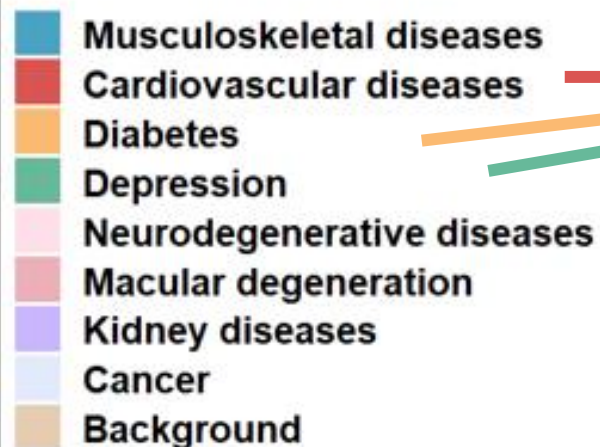 Musculoskeletal diseases
Cardiovascular diseases
Diabetes
Depression
Neurodegenerative diseases
Macular degeneration
Kidney diseases
Cancer
Background